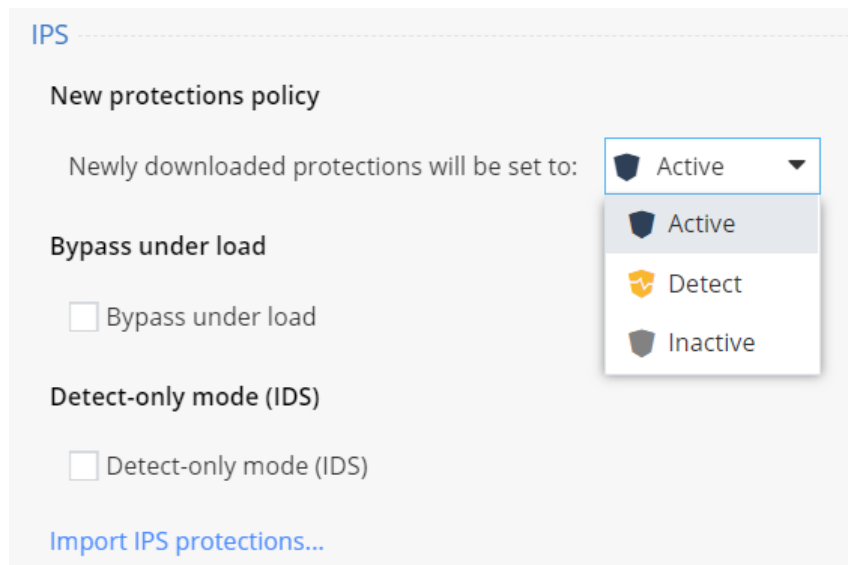 IPS
New protections policy
Newly downloaded protections will be set to: Active
Active
Detect
Inactive
Bypass under load
Bypass under load
Detect-only mode (IDS)
Detect-only mode (IDS)
Import IPS protections...